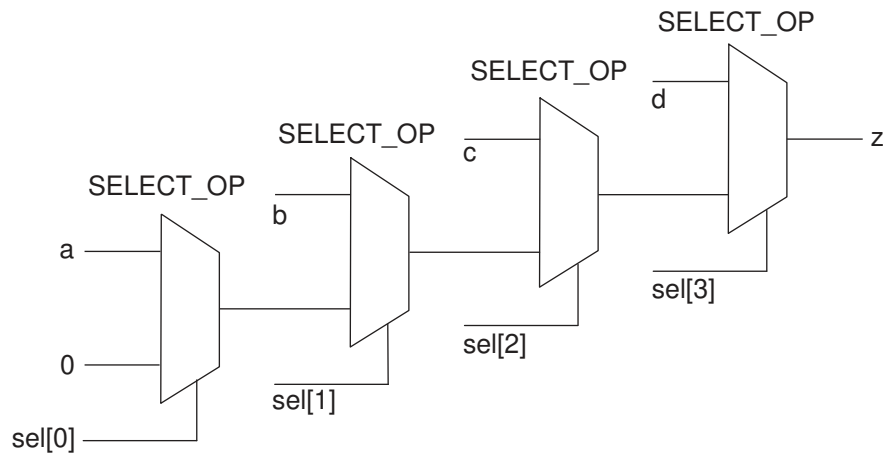 SELECT_OP
d
z
SELECT_OP
c
SELECT_OP
b
SELECT_OP
a
0
sel[3]
sel[2]
sel[1]
sel[0]